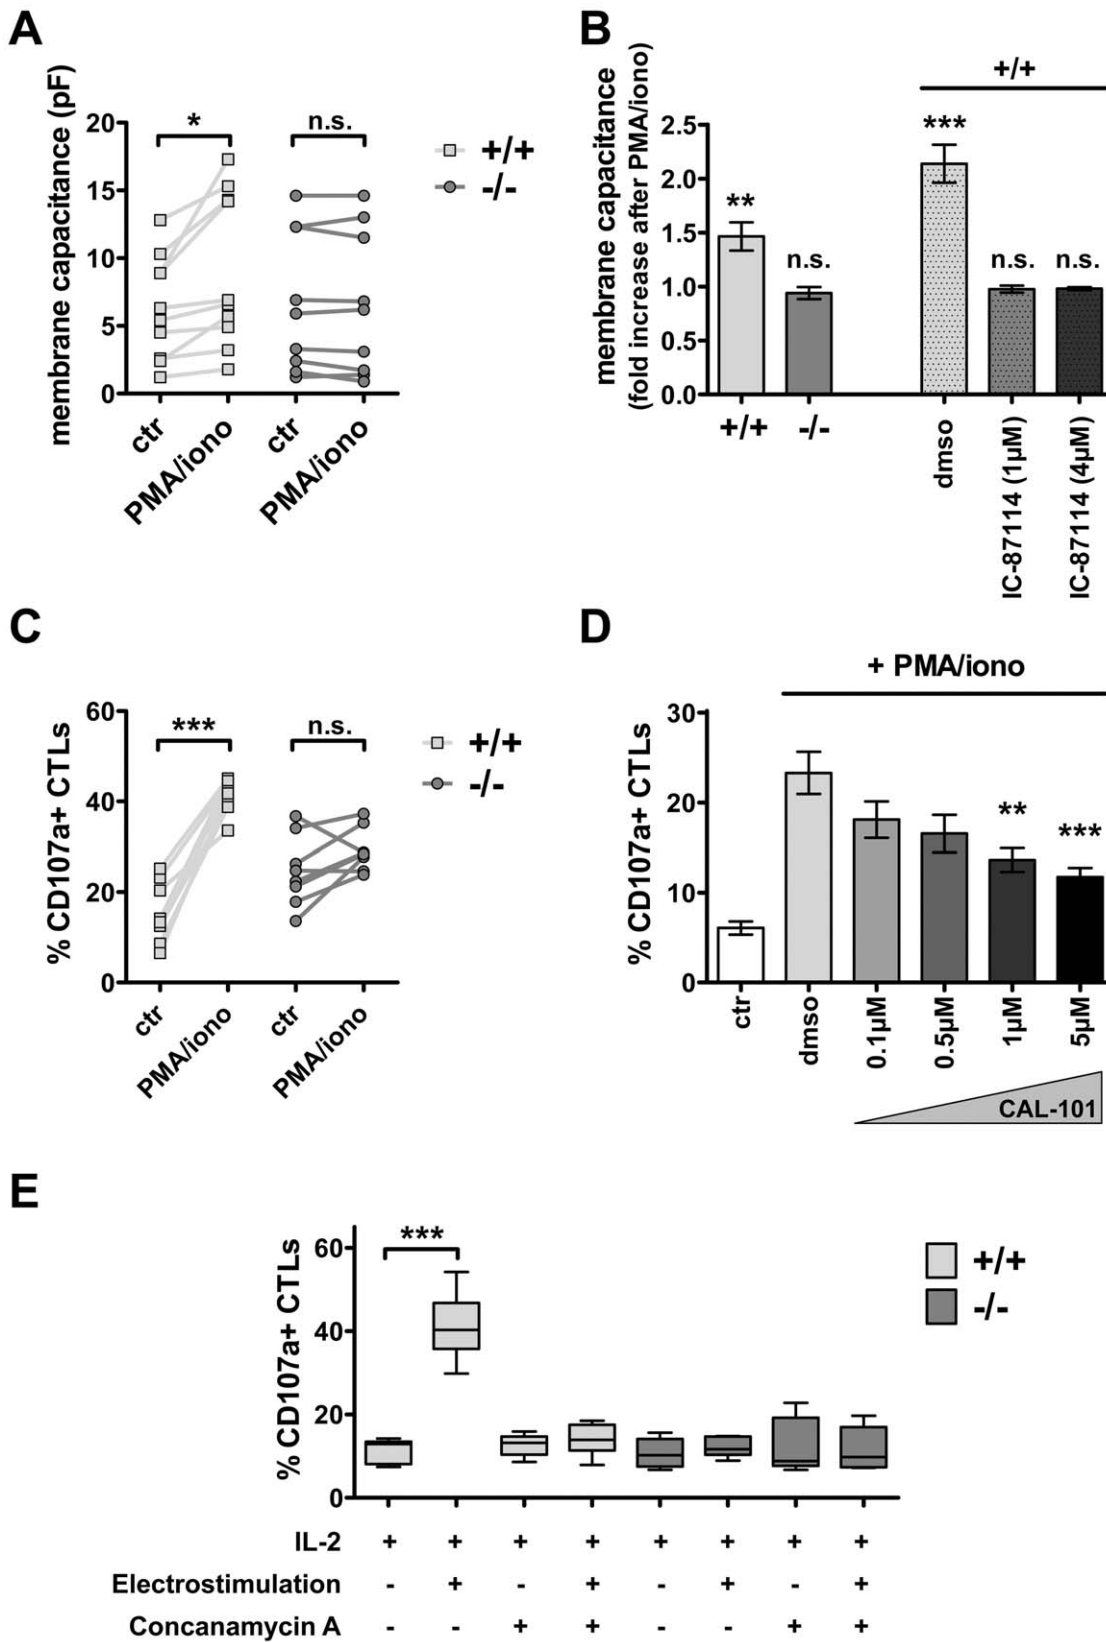 A
membrane capacitance (pF)
20
15
10
5
0
*
n.s.
+/+
-/-
ctr
PMA/iono
ctr
PMA/iono
B
membrane capacitance
(fold increase after PMA/iono)
2.5
2.0
1.5
1.0
0.5
0.0
+/+
**
n.s.
***
n.s.
n.s.
+/+
-/-
dmso
IC-87114 (1µM)
IC-87114 (4µM)
C
% CD107a+ CTLs
60
40
20
0
***
n.s.
+/+
-/-
ctr
PMA/iono
ctr
PMA/iono
D
+ PMA/iono
% CD107a+ CTLs
30
20
10
0
**
***
ctr
dmso
0.1µM
0.5µM
1µM
5µM
CAL-101
E
% CD107a+ CTLs
60
40
20
0
***
+/+
-/-
IL-2 + + + + + + + +
Electrostimulation - + - + - + - +
Concanamycin A - - + + - - + +